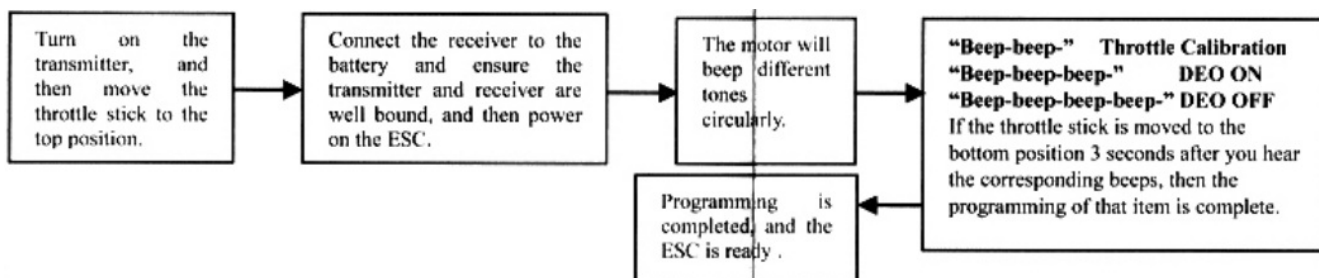 Turn on the
transmitter, and
then move the
throttle stick to the
top position.
Connect the receiver to the
battery and ensure the
transmitter and receiver are
well bound, and then power
on the ESC.
The motor will
beep different
tones
circularly.
“Beep-beep-” Throttle Calibration
“Beep-beep-beep-” DEO ON
“Beep-beep-beep-beep-” DEO OFF
If the throttle stick is moved to the
bottom position 3 seconds after you hear
the corresponding beeps, then the
programming of that item is complete.
Programming is
completed, and the
ESC is ready .